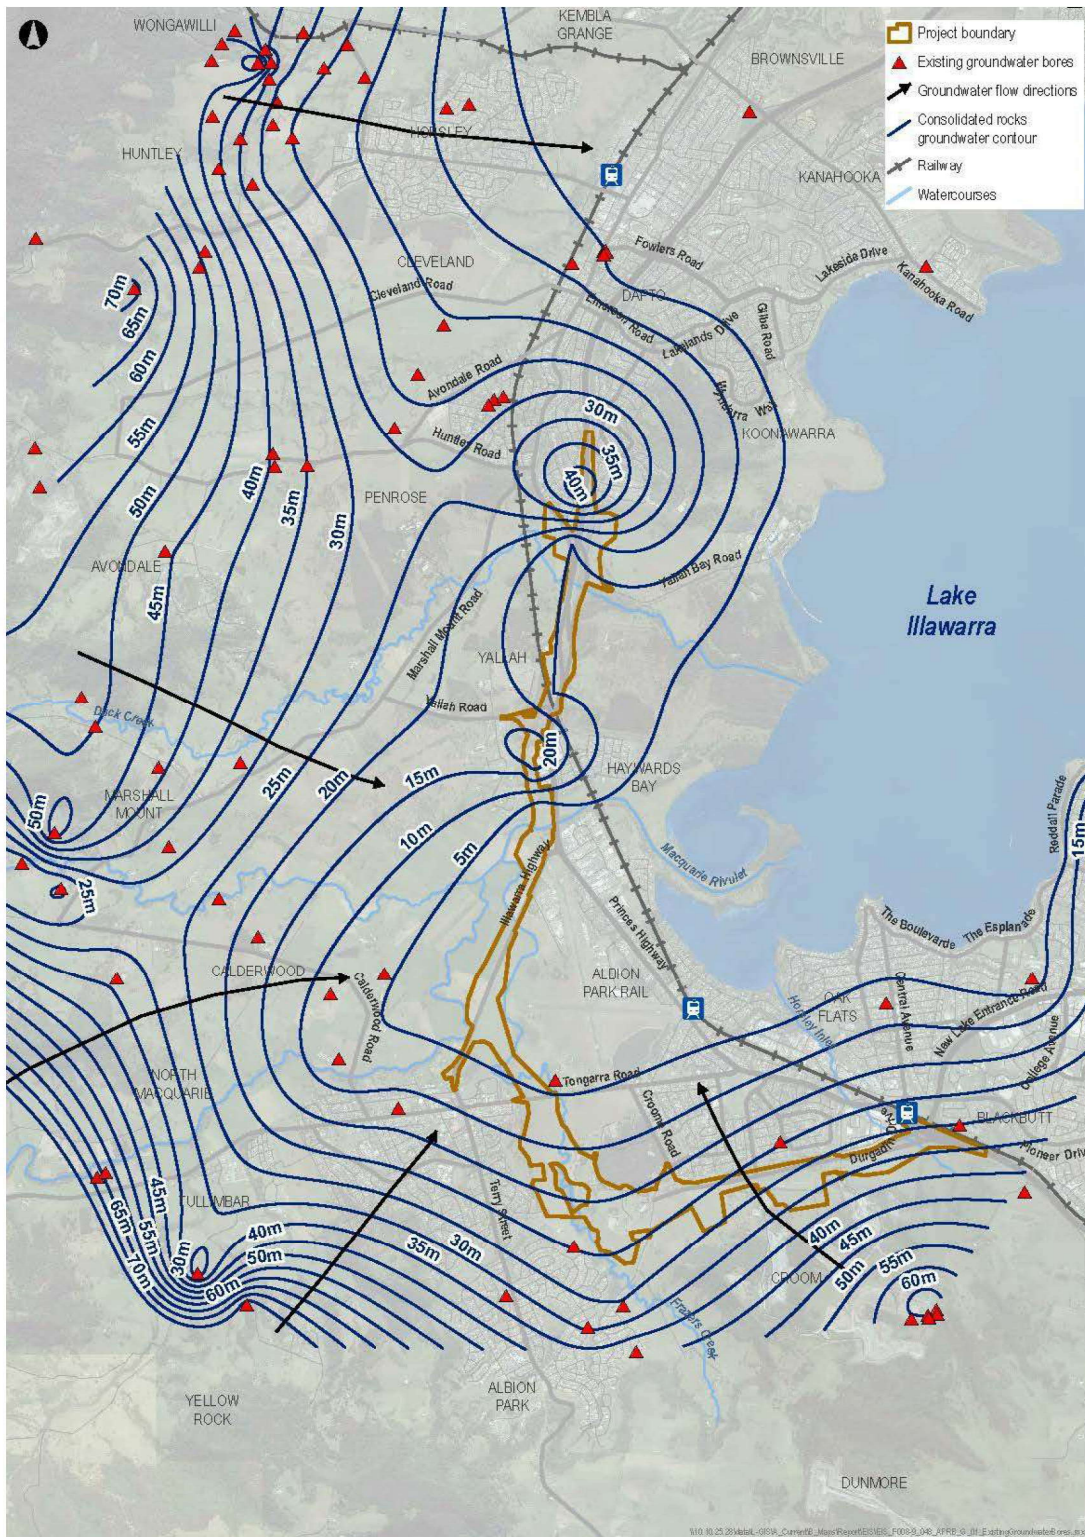 WONGAWILLI
KEMBLA
GRANGE
BROWNSVILLE
Project boundary
Existing groundwater bores
Groundwater flow directions
Consolidated rocks
groundwater contour
Railway
Watercourses
HORSLEY
HUNTLEY
KANAHOOKA
Fowlers Road
Lakeside Drive
Kanahooka Road
CLEVELAND
Cleveland Road
DAPTO
Emerson Road
Lakelands Drive
Gilba Road
70m
65m
60m
55m
50m
Avondale Road
Wyndarra Way
KOONAWARRA
30m
35m
40m
Huntley Road
PENROSE
40m
35m
30m
AVONDALE
45m
Yallah Bay Road
Lake
Illawarra
Marshall Mount Road
YALLAH
Yallah Road
Duck Creek
20m
HAYWARDS
BAY
25m
20m
15m
10m
5m
MARSHALL
MOUNT
50m
25m
Illawarra Highway
Macquarie Rivulet
Princes Highway
Reddall Parade
15m
The Boulevarde
The Esplanade
CALDERWOOD
Calderwood Road
ALBION
PARK RAIL
OAK
FLATS
Central Avenue
New Lake Entrance Road
College Avenue
Horsley Inlet
NORTH
MACQUARIE
Tongarra Road
Croome Road
BLACKBUTT
Pioneer Drive
TULLIMBAR
45m
65m
55m
70m
30m
40m
50m
60m
Terry Street
35m
30m
40m
45m
50m
55m
60m
CROOM
Frazers Creek
YELLOW
ROCK
ALBION
PARK
DUNMORE